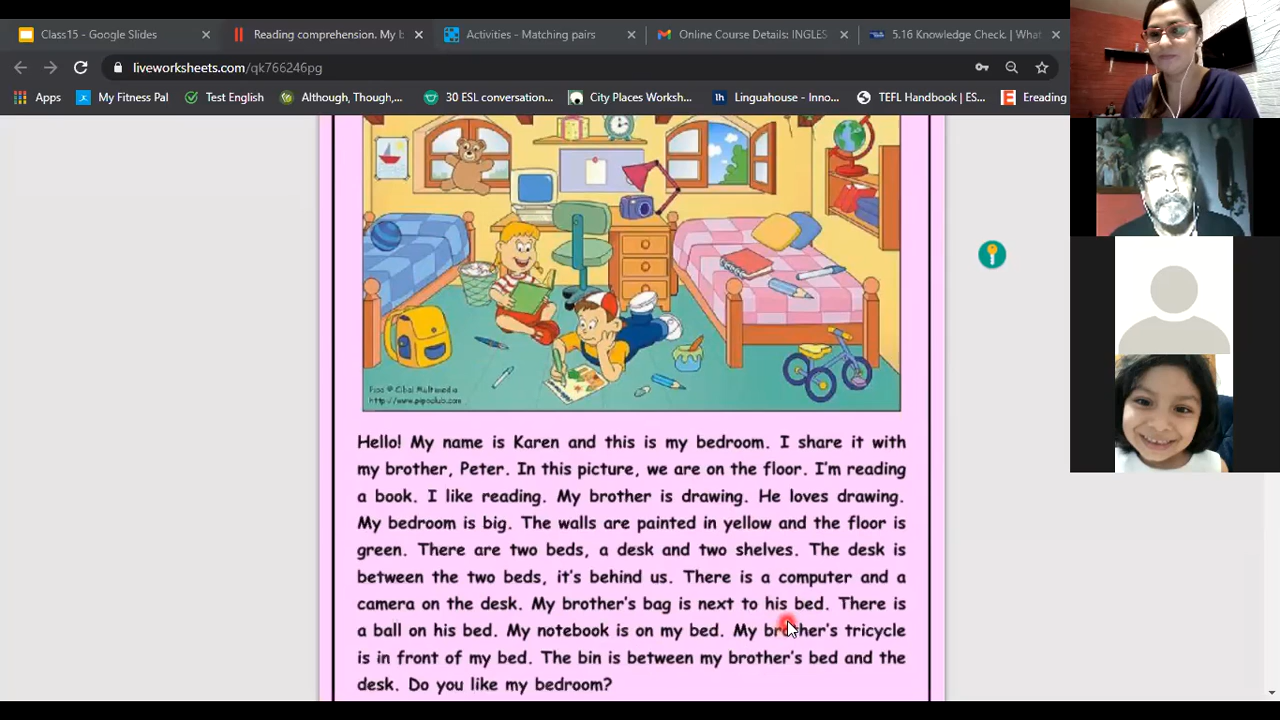 Class15 - Google Slides
Reading comprehension. My b
Activities - Matching pairs
Online Course Details: INGLES
5.16 Knowledge Check. | What
liveworksheets.com/qk766246pg
Apps
My Fitness Pal
Test English
Although, Though,...
30 ESL conversation...
City Places Worksh...
lh Linguahouse - Inno...
TEFL Handbook | ES...
E Ereading
Pipo © Cibal Multimedia
http://www.pipoclub.com
Hello! My name is Karen and this is my bedroom. I share it with
my brother, Peter. In this picture, we are on the floor. I'm reading
a book. I like reading. My brother is drawing. He loves drawing.
My bedroom is big. The walls are painted in yellow and the floor is
green. There are two beds, a desk and two shelves. The desk is
between the two beds, it's behind us. There is a computer and a
camera on the desk. My brother's bag is next to his bed. There is
a ball on his bed. My notebook is on my bed. My brother's tricycle
is in front of my bed. The bin is between my brother's bed and the
desk. Do you like my bedroom?